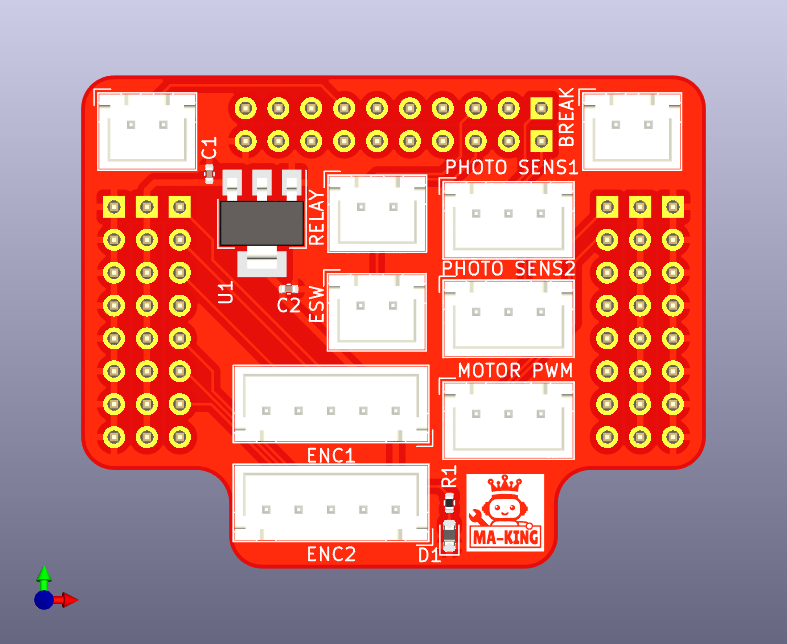 BREAK
C1
PHOTO SENS1
RELAY
PHOTO SENS2
U1
C2
ESW
MOTOR PWM
ENC1
R1
MA-KING
ENC2
D1